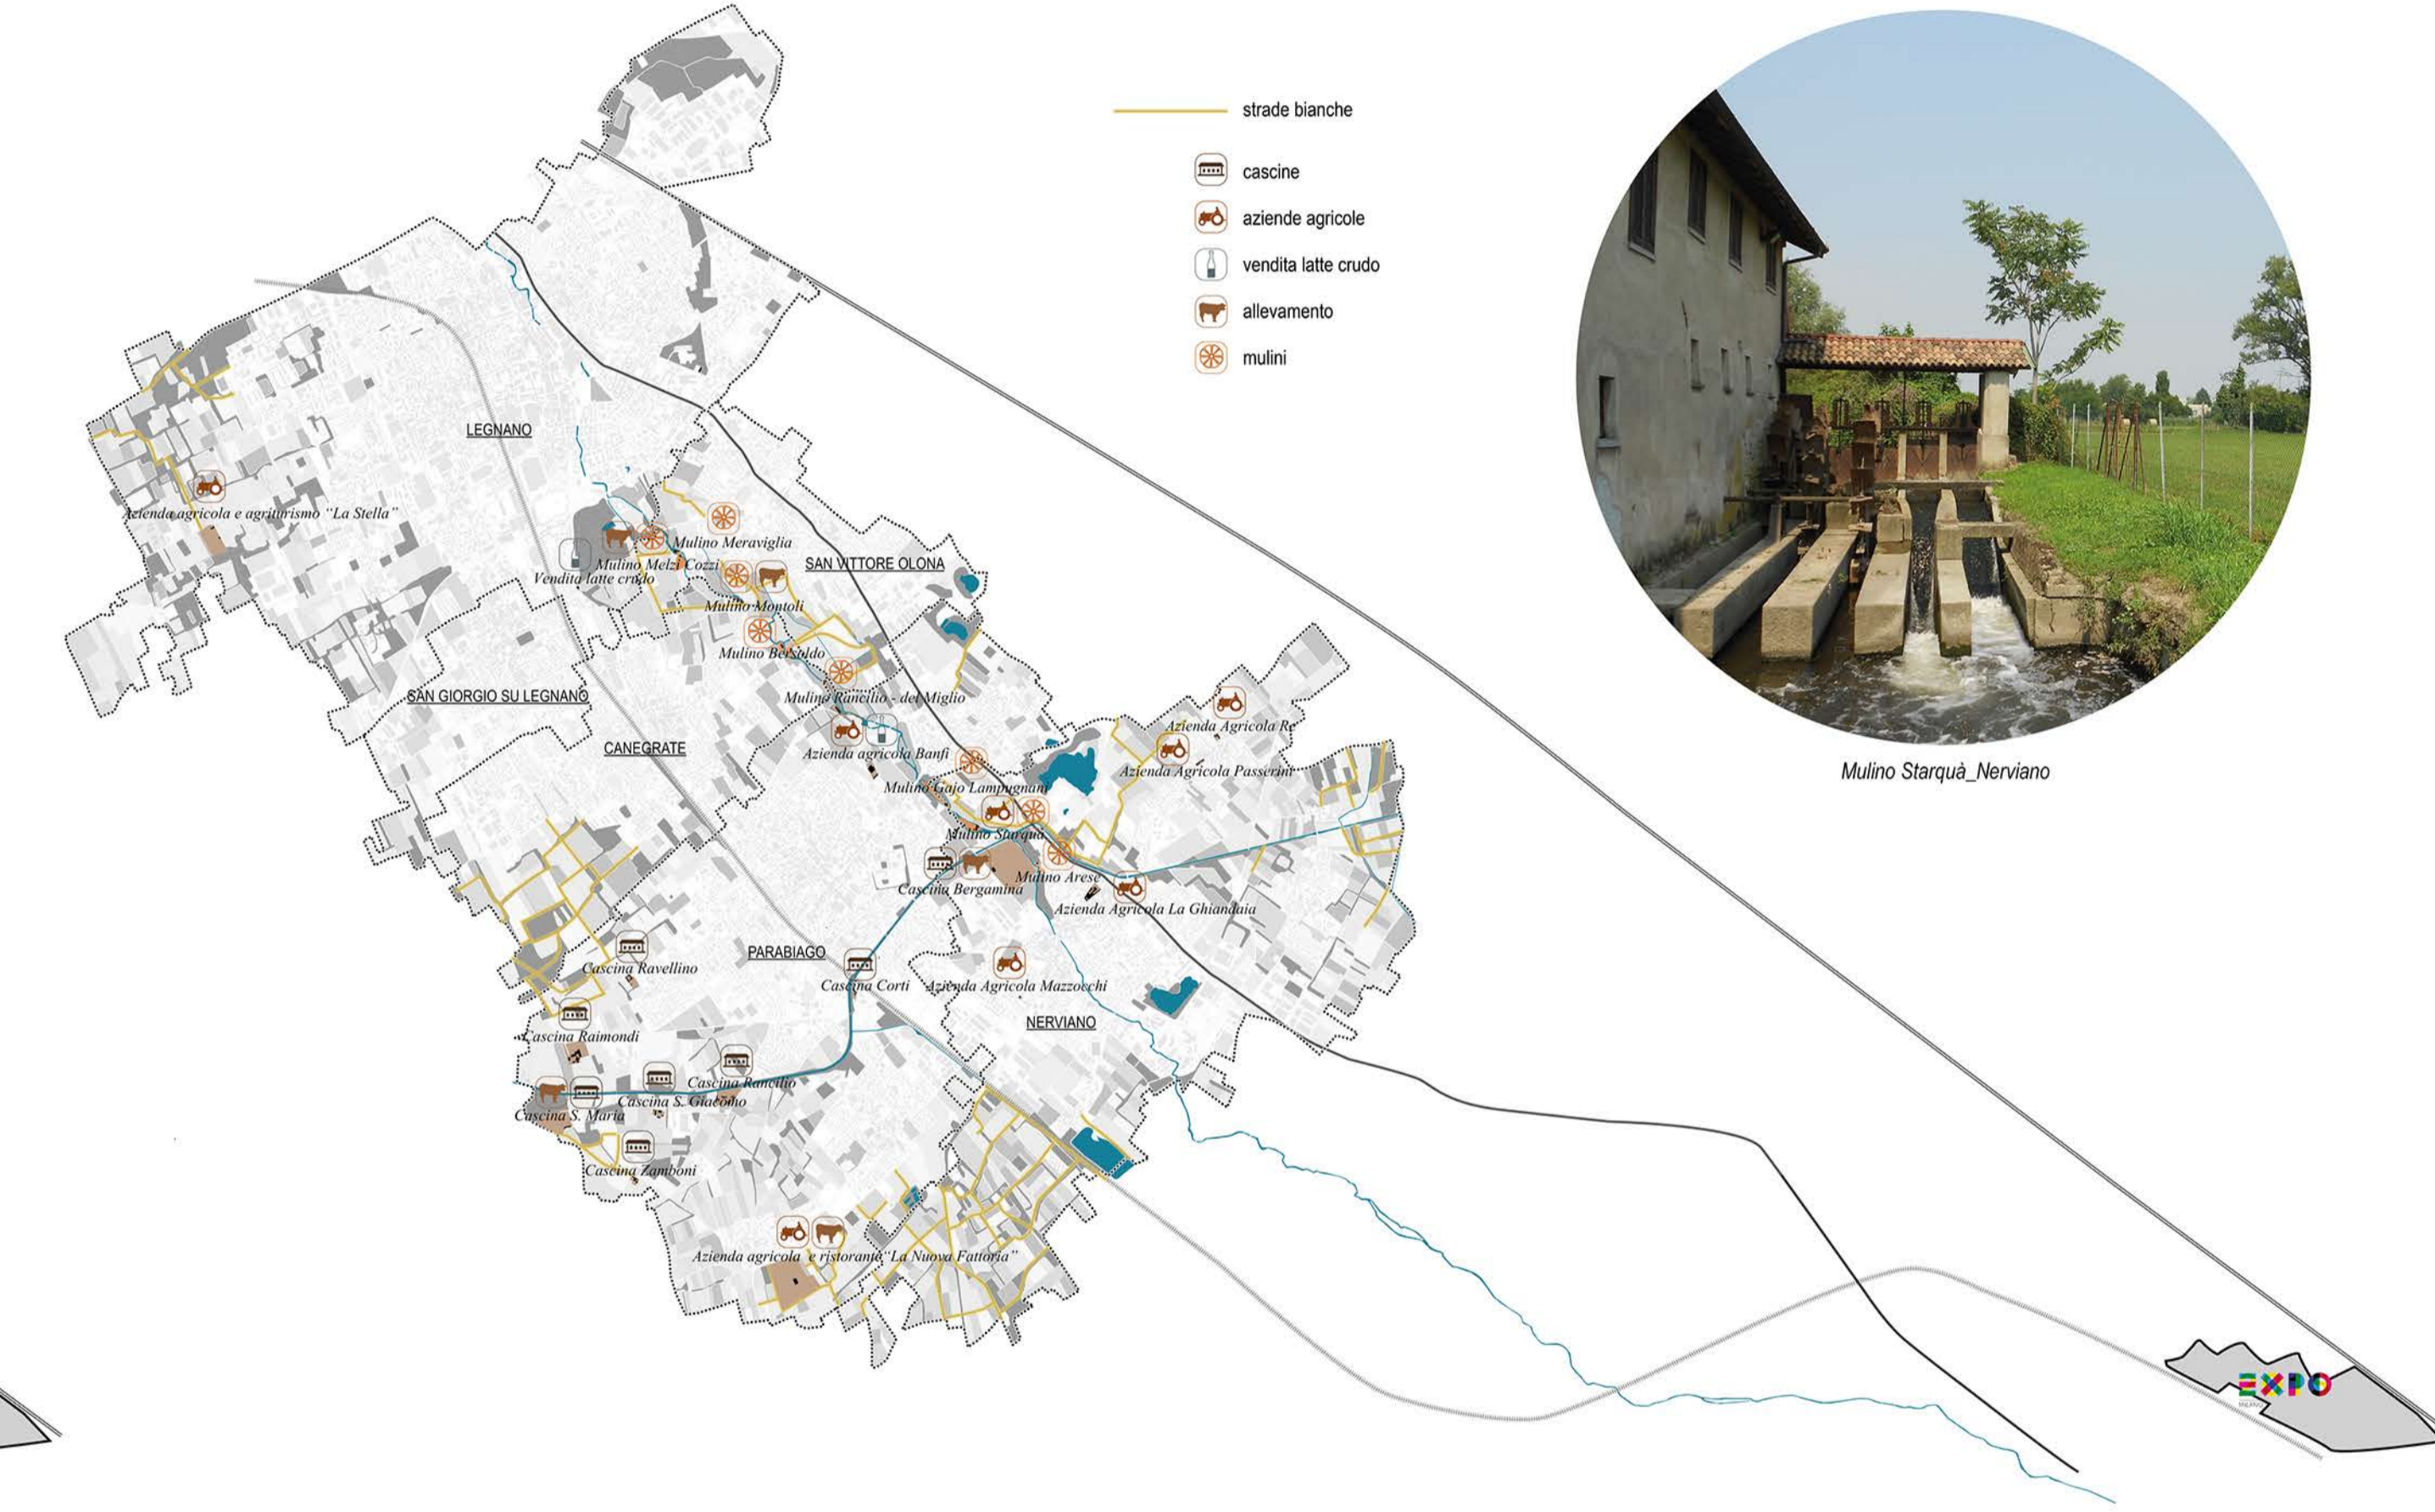 strade bianche
cascine
aziende agricole
vendita latte crudo
allevamento
mulini
LEGNANO
Azienda agricola e agriturismo “La Stella”
Mulino Meraviglia
Mulino Melzi Cozzi
Vendita latte crudo
SAN VITTORE OLONA
Mulino Montoli
Mulino Bersoldo
SAN GIORGIO SU LEGNANO
Mulino Rancilio - del Miglio
CANEGRATE
Azienda agricola Banfi
Azienda Agricola Re
Azienda Agricola Passerini
Mulino Gajo Lampugnani
Mulino Starquà
Mulino Arese
Cascina Bergamina
Azienda Agricola La Ghiandaia
PARABIAGO
Cascina Ravellino
Cascina Corti
Azienda Agricola Mazzocchi
NERVIANO
Cascina Raimondi
Cascina Rancilio
Cascina S. Giacomo
Cascina S. Maria
Cascina Zamboni
Azienda agricola e ristorante “La Nuova Fattoria”
Mulino Starquà_Nerviano
EXPO
MILANO